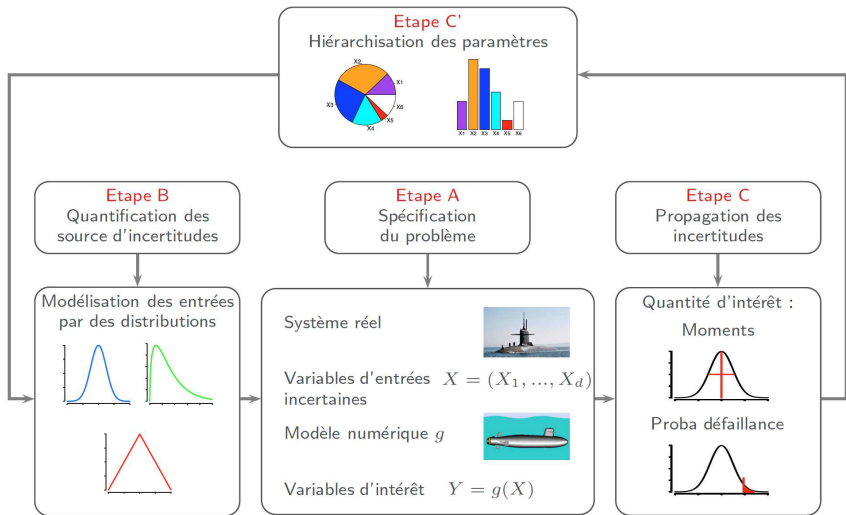 Etape C'
Hiérarchisation des paramètres
X2
X1
X3
X6
X5
X4
X1 X2 X3 X4 X5 X6
Etape B
Quantification des
source d'incertitudes
Etape A
Spécification
du problème
Etape C
Propagation des
incertitudes
Modélisation des entrées
par des distributions
Système réel
Variables d'entrées X = (X₁, ..., X_d)
incertaines
Modèle numérique g
Variables d'intérêt Y = g(X)
Quantité d'intérêt :
Moments
Proba défaillance